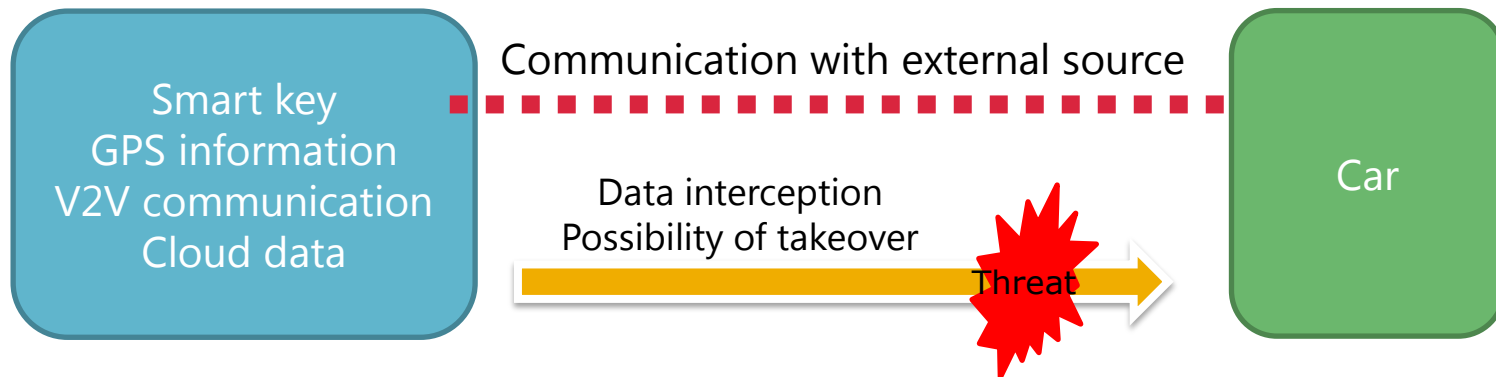 Smart key
GPS information
V2V communication
Cloud data
Communication with external source
Data interception
Possibility of takeover
Threat
Car